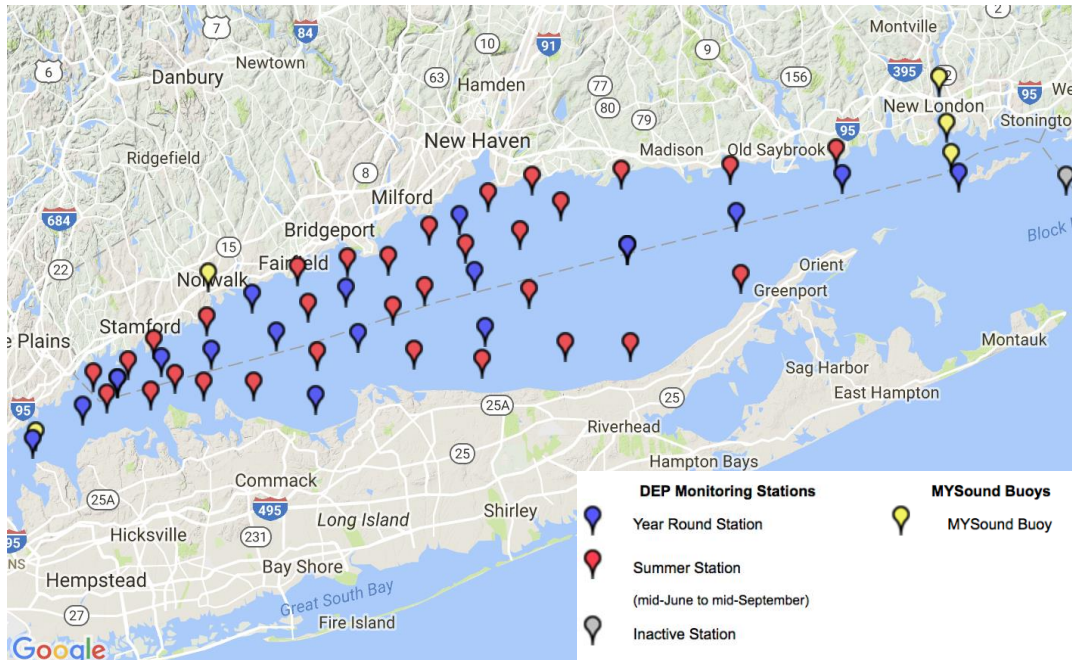 2
Montville
7
84
Newtown
10
91
9
395
2
6
Danbury
63
Hamden
77
156
95
We
80
New London
Stonington
79
New Haven
95
Madison
Old Saybrook
Ridgefield
8
Milford
684
15
Bridgeport
Block
22
Norwalk
Fairfield
Orient
Greenport
Stamford
e Plains
Montauk
Sag Harbor
95
25A
25
East Hampton
Riverhead
25
Hampton Bays
25A
Commack
495
Long Island
Shirley
95
Hicksville
231
NS
Bay Shore
Hempstead
Great South Bay
27
Fire Island
Google
DEP Monitoring Stations
MYSound Buoys
Year Round Station
MYSound Buoy
Summer Station
(mid-June to mid-September)
Inactive Station